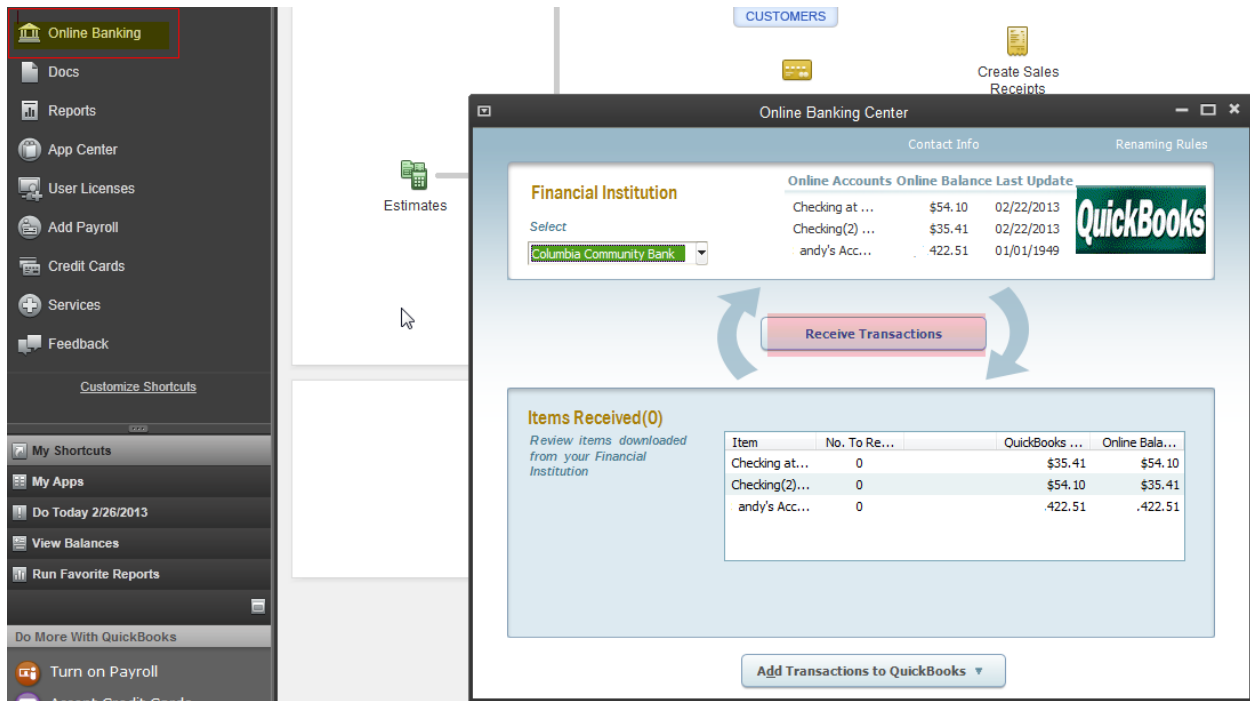 Online Banking
Docs
Reports
App Center
User Licenses
Add Payroll
Credit Cards
Services
Feedback
Customize Shortcuts
My Shortcuts
My Apps
Do Today 2/26/2013
View Balances
Run Favorite Reports
Do More With QuickBooks
Turn on Payroll
Accept Credit Cards
CUSTOMERS
Create Sales
Receipts
Estimates
Online Banking Center
Contact Info Renaming Rules
Financial Institution
Select
Columbia Community Bank
Online Accounts Online Balance Last Update
Checking at ... $54.10 02/22/2013
Checking(2) ... $35.41 02/22/2013
andy's Acc... 422.51 01/01/1949
QuickBooks
Receive Transactions
Items Received(0)
Review items downloaded
from your Financial
Institution
Item No. To Re... QuickBooks ... Online Bala...
Checking at... 0 $35.41 $54.10
Checking(2)... 0 $54.10 $35.41
andy's Acc... 0 .422.51 .422.51
Add Transactions to QuickBooks